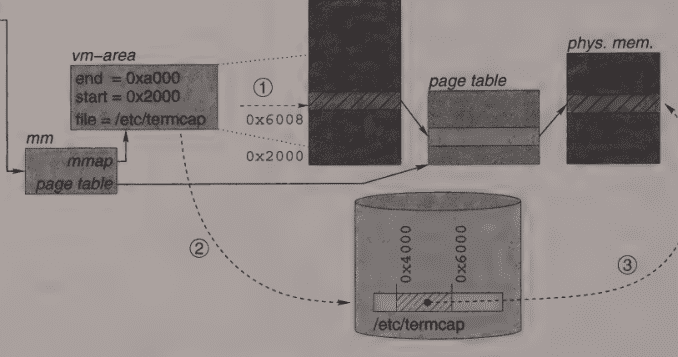 phys. mem.
vm–area
end = 0xa000
start = 0x2000
file = /etc/termcap
page table
①
0x6008
0x2000
mm
mmap
page table
②
③
0x4000
0x6000
/etc/termcap